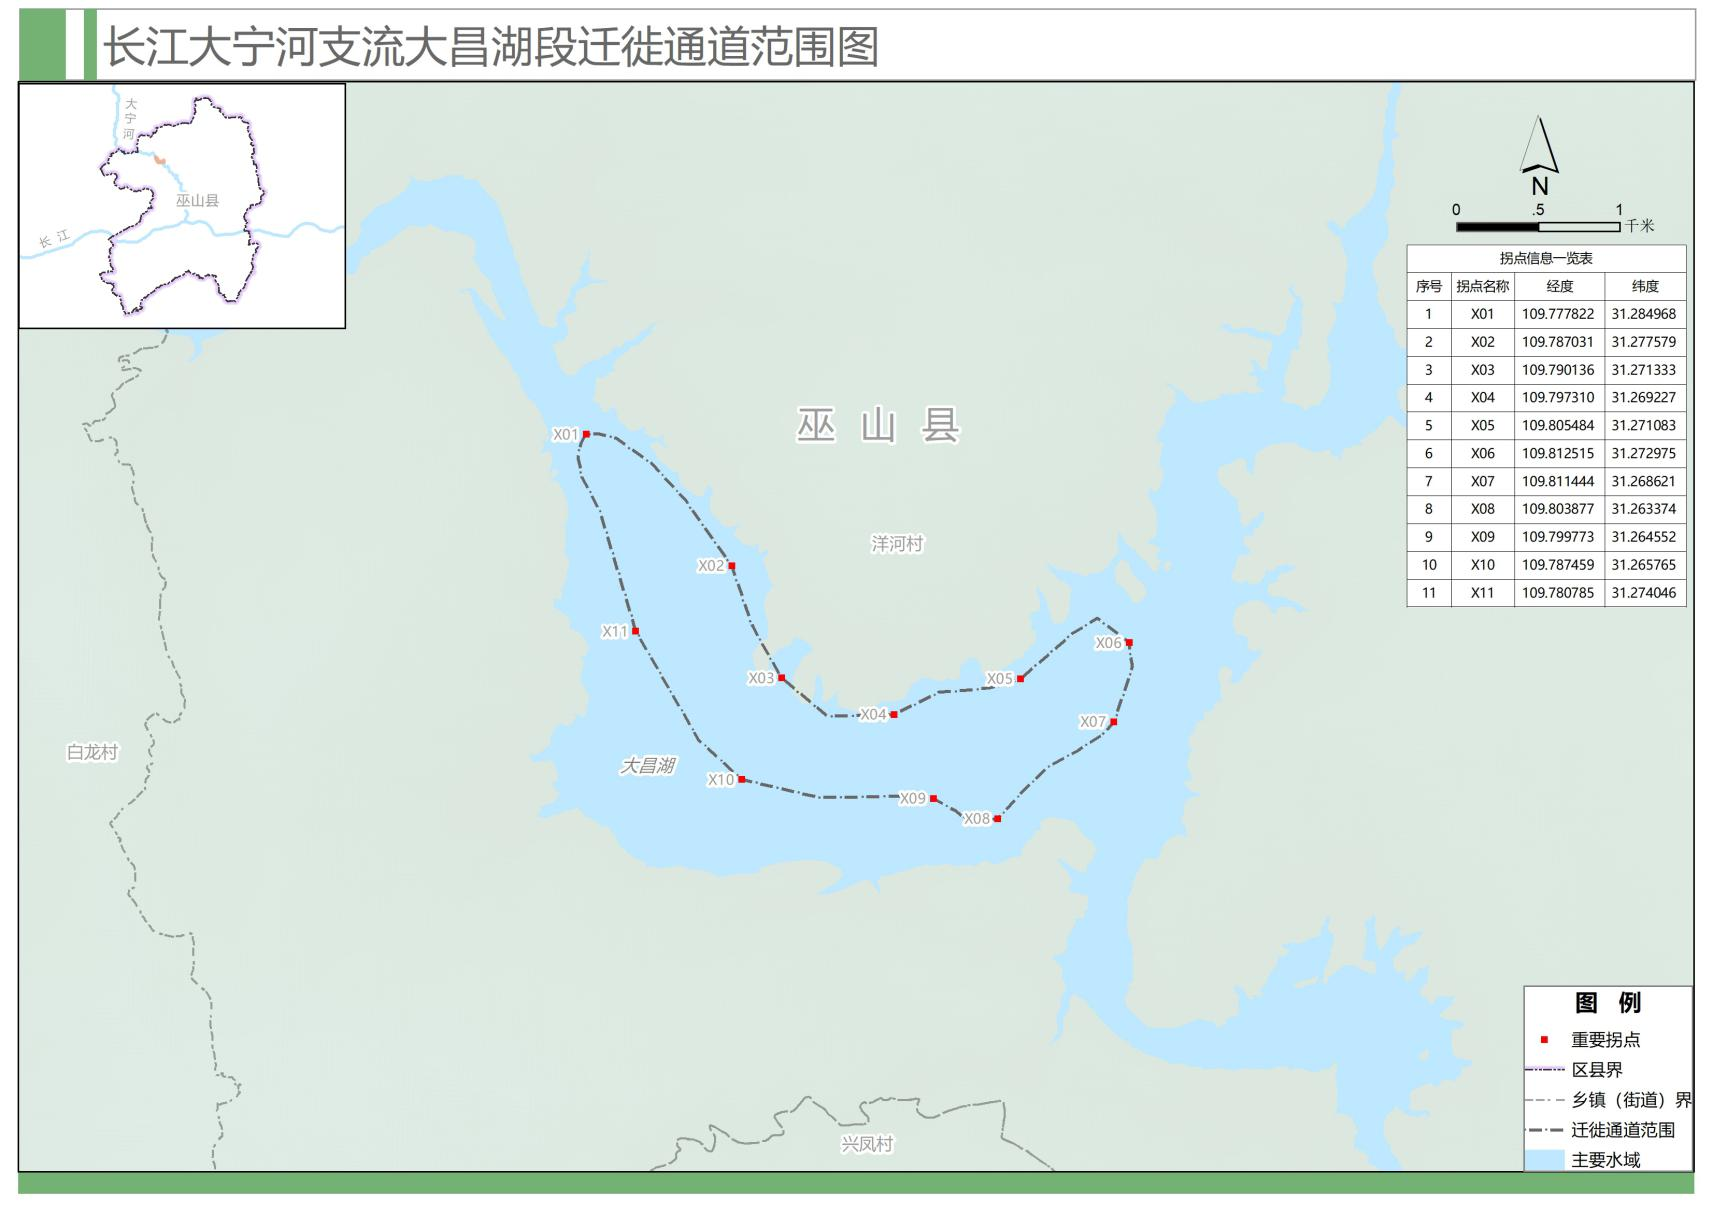 长江大宁河支流大昌湖段迁徙通道范围图
大宁河
巫山县
长江
N
0 .5 1
千米
拐点信息一览表
序号 拐点名称 经度 纬度
1 X01 109.777822 31.284968
2 X02 109.787031 31.277579
3 X03 109.790136 31.271333
4 X04 109.797310 31.269227
5 X05 109.805484 31.271083
6 X06 109.812515 31.272975
7 X07 109.811444 31.268621
8 X08 109.803877 31.263374
9 X09 109.799773 31.264552
10 X10 109.787459 31.265765
11 X11 109.780785 31.274046
巫山县
X01
洋河村
X02
X11
X06
X03
X05
X04
X07
白龙村
大昌湖
X10
X09
X08
兴凤村
图 例
重要拐点
区县界
乡镇（街道）界
迁徙通道范围
主要水域